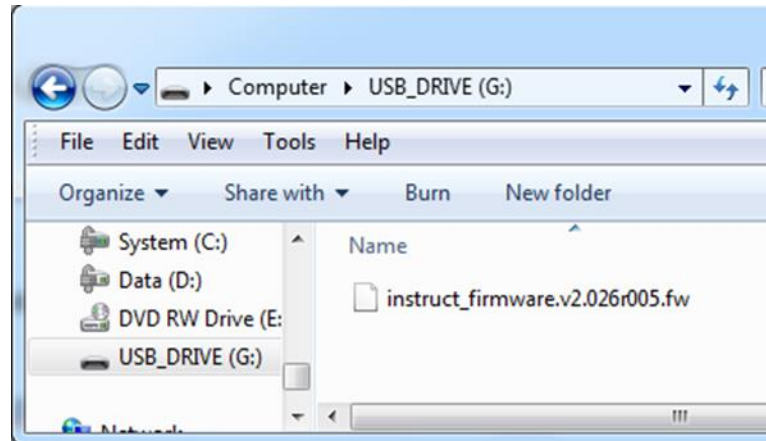 Computer USB_DRIVE (G:)
File Edit View Tools Help
Organize Share with Burn New folder
System (C:)
Data (D:)
DVD RW Drive (E:
USB_DRIVE (G:)
Network
Name
instruct_firmware.v2.026r005.fw